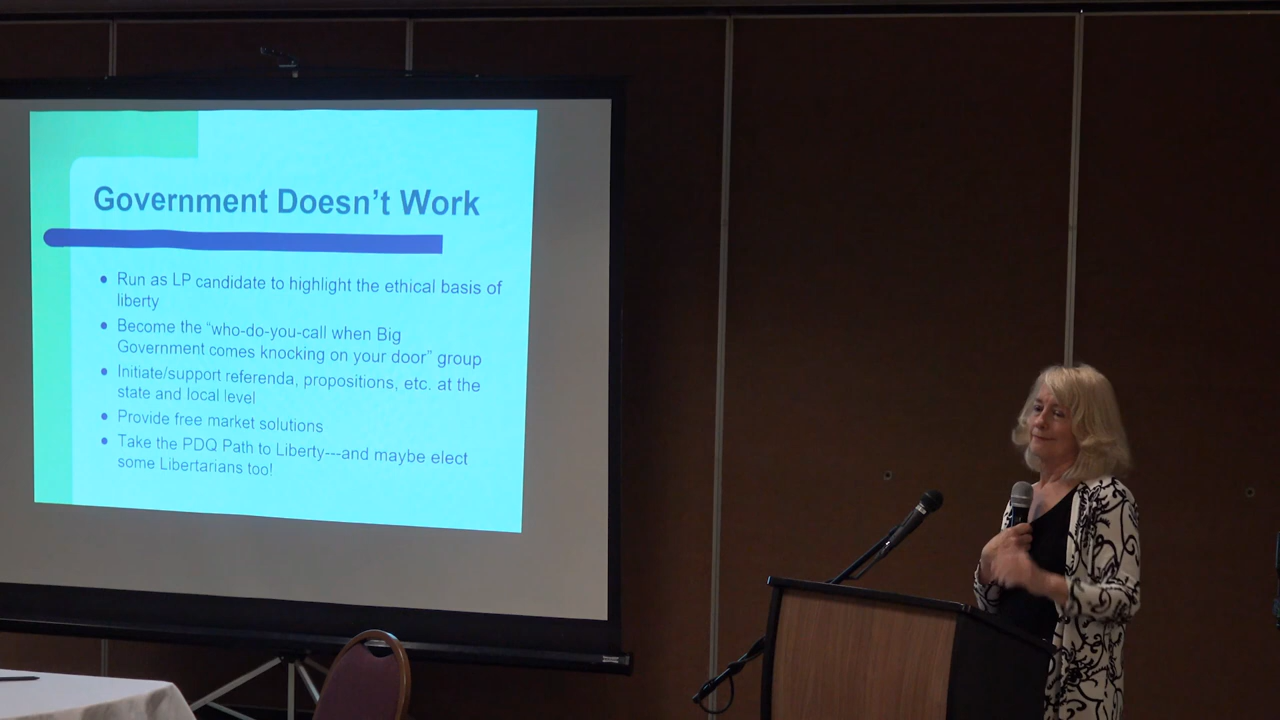 Government Doesn't Work
Run as LP candidate to highlight the ethical basis of
liberty
Become the "who-do-you-call when Big
Government comes knocking on your door" group
Initiate/support referenda, propositions, etc. at the
state and local level
Provide free market solutions
Take the PDQ Path to Liberty---and maybe elect
some Libertarians too!